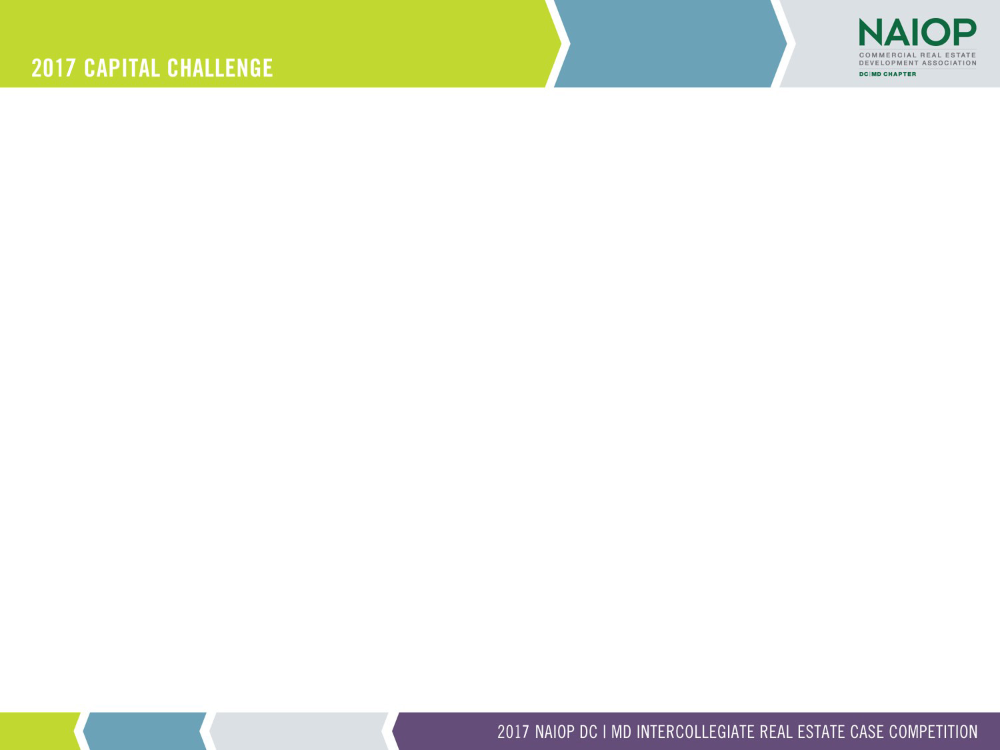 2017 CAPITAL CHALLENGE
NAIOP
COMMERCIAL REAL ESTATE
DEVELOPMENT ASSOCIATION
DC|MD CHAPTER
2017 NAIOP DC | MD INTERCOLLEGIATE REAL ESTATE CASE COMPETITION